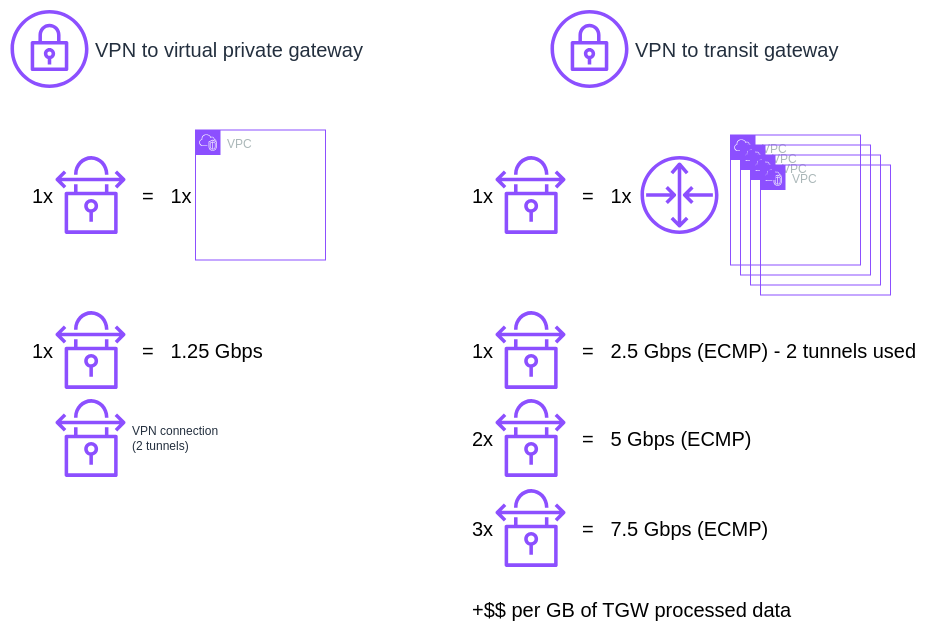 VPN to virtual private gateway
1x = 1x
VPC
1x = 1.25 Gbps
VPN connection
(2 tunnels)
VPN to transit gateway
1x = 1x
VPC
VPC
VPC
VPC
1x = 2.5 Gbps (ECMP) - 2 tunnels used
2x = 5 Gbps (ECMP)
3x = 7.5 Gbps (ECMP)
+$$ per GB of TGW processed data